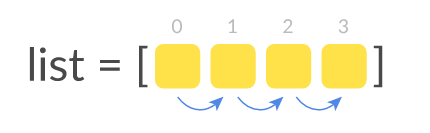 0 1 2 3
list = [ ]